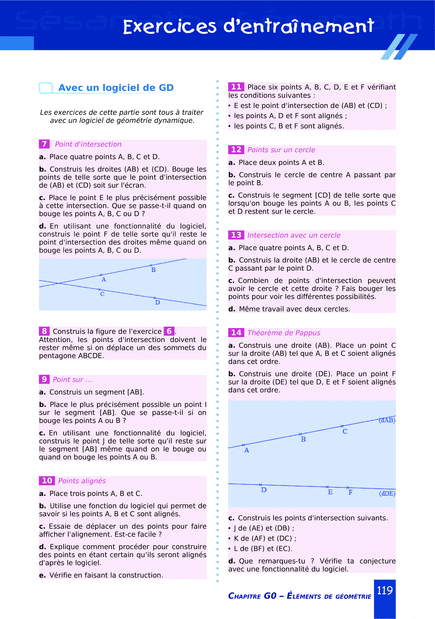 Exercices d'entraînement
Avec un logiciel de GD
Les exercices de cette partie sont tous à traiter
avec un logiciel de géométrie dynamique.
7 Point d'intersection
a. Place quatre points A, B, C et D.
b. Construis les droites (AB) et (CD). Bouge les
points de telle sorte que le point d'intersection
de (AB) et (CD) soit sur l'écran.
c. Place le point E le plus précisément possible
à cette intersection. Que se passe-t-il quand on
bouge les points A, B, C ou D ?
d. En utilisant une fonctionnalité du logiciel,
construis le point F de telle sorte qu'il reste le
point d'intersection des droites même quand on
bouge les points A, B, C ou D.
A
B
C
D
8 Construis la figure de l'exercice 6.
Attention, les points d'intersection doivent le
rester même si on déplace un des sommets du
pentagone ABCDE.
9 Point sur ...
a. Construis un segment [AB].
b. Place le plus précisément possible un point I
sur le segment [AB]. Que se passe-t-il si on
bouge les points A ou B ?
c. En utilisant une fonctionnalité du logiciel,
construis le point J de telle sorte qu'il reste sur
le segment [AB] même quand on le bouge ou
quand on bouge les points A ou B.
10 Points alignés
a. Place trois points A, B et C.
b. Utilise une fonction du logiciel qui permet de
savoir si les points A, B et C sont alignés.
c. Essaie de déplacer un des points pour faire
afficher l'alignement. Est-ce facile ?
d. Explique comment procéder pour construire
des points en étant certain qu'ils seront alignés
d'après le logiciel.
e. Vérifie en faisant la construction.
11 Place six points A, B, C, D, E et F vérifiant
les conditions suivantes :
• E est le point d'intersection de (AB) et (CD) ;
• les points A, D et F sont alignés ;
• les points C, B et F sont alignés.
12 Points sur un cercle
a. Place deux points A et B.
b. Construis le cercle de centre A passant par
le point B.
c. Construis le segment [CD] de telle sorte que
lorsqu'on bouge les points A ou B, les points C
et D restent sur le cercle.
13 Intersection avec un cercle
a. Place quatre points A, B, C et D.
b. Construis la droite (AB) et le cercle de centre
C passant par le point D.
c. Combien de points d'intersection peuvent
avoir le cercle et cette droite ? Fais bouger les
points pour voir les différentes possibilités.
d. Même travail avec deux cercles.
14 Théorème de Pappus
a. Construis une droite (AB). Place un point C
sur la droite (AB) tel que A, B et C soient alignés
dans cet ordre.
b. Construis une droite (DE). Place un point F
sur la droite (DE) tel que D, E et F soient alignés
dans cet ordre.
A
B
C
(dAB)
D
E
F
(dDE)
c. Construis les points d'intersection suivants.
• J de (AE) et (DB) ;
• K de (AF) et (DC) ;
• L de (BF) et (EC).
d. Que remarques-tu ? Vérifie ta conjecture
avec une fonctionnalité du logiciel.
CHAPITRE G0 – ÉLÉMENTS DE GÉOMÉTRIE 119